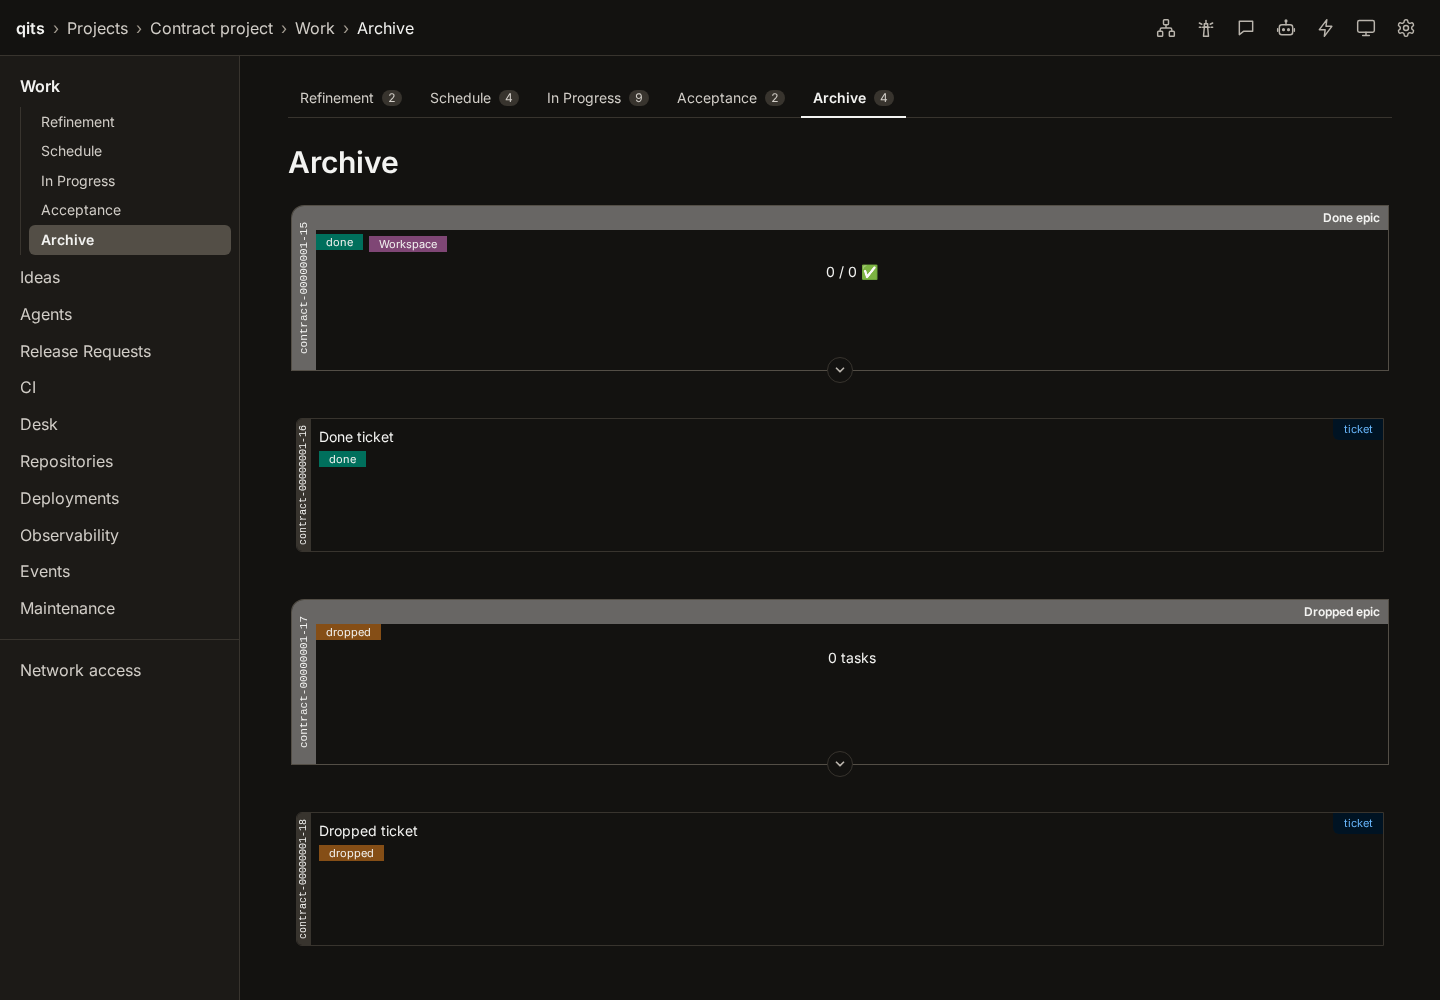 qits › Projects › Contract project › Work › Archive
Work
Refinement
Schedule
In Progress
Acceptance
Archive
Ideas
Agents
Release Requests
CI
Desk
Repositories
Deployments
Observability
Events
Maintenance
Network access
Refinement 2 Schedule 4 In Progress 9 Acceptance 2 Archive 4
Archive
contract-00000001-15
Done epic
done Workspace
0 / 0 ✅
contract-00000001-16
Done ticket
ticket
done
contract-00000001-17
Dropped epic
dropped
0 tasks
contract-00000001-18
Dropped ticket
ticket
dropped